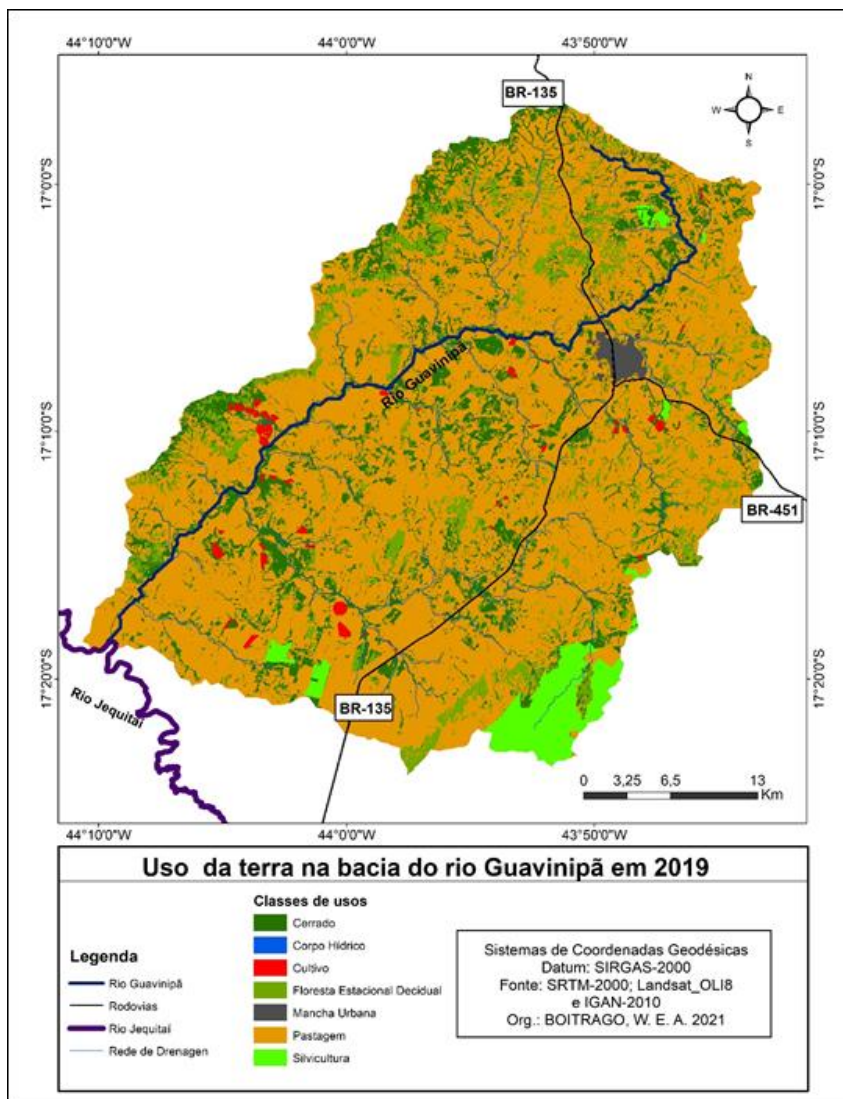 44°10'0"W 44°0'0"W 43°50'0"W
BR-135
N
W E
S
17°0'0"S 17°0'0"S
Rio Guavinipã
17°10'0"S 17°10'0"S
BR-451
17°20'0"S 17°20'0"S
Rio Jequitaí
BR-135
0 3,25 6,5 13
Km
44°10'0"W 44°0'0"W 43°50'0"W
Uso da terra na bacia do rio Guavinipã em 2019
Legenda
Rio Guavinipã
Rodovias
Rio Jequitaí
Rede de Drenagen
Classes de usos
Cerrado
Corpo Hídrico
Cultivo
Floresta Estacional Decidual
Mancha Urbana
Pastagem
Silvicultura
Sistemas de Coordenadas Geodésicas
Datum: SIRGAS-2000
Fonte: SRTM-2000; Landsat_OLI8
e IGAN-2010
Org.: BOITRAGO, W. E. A. 2021